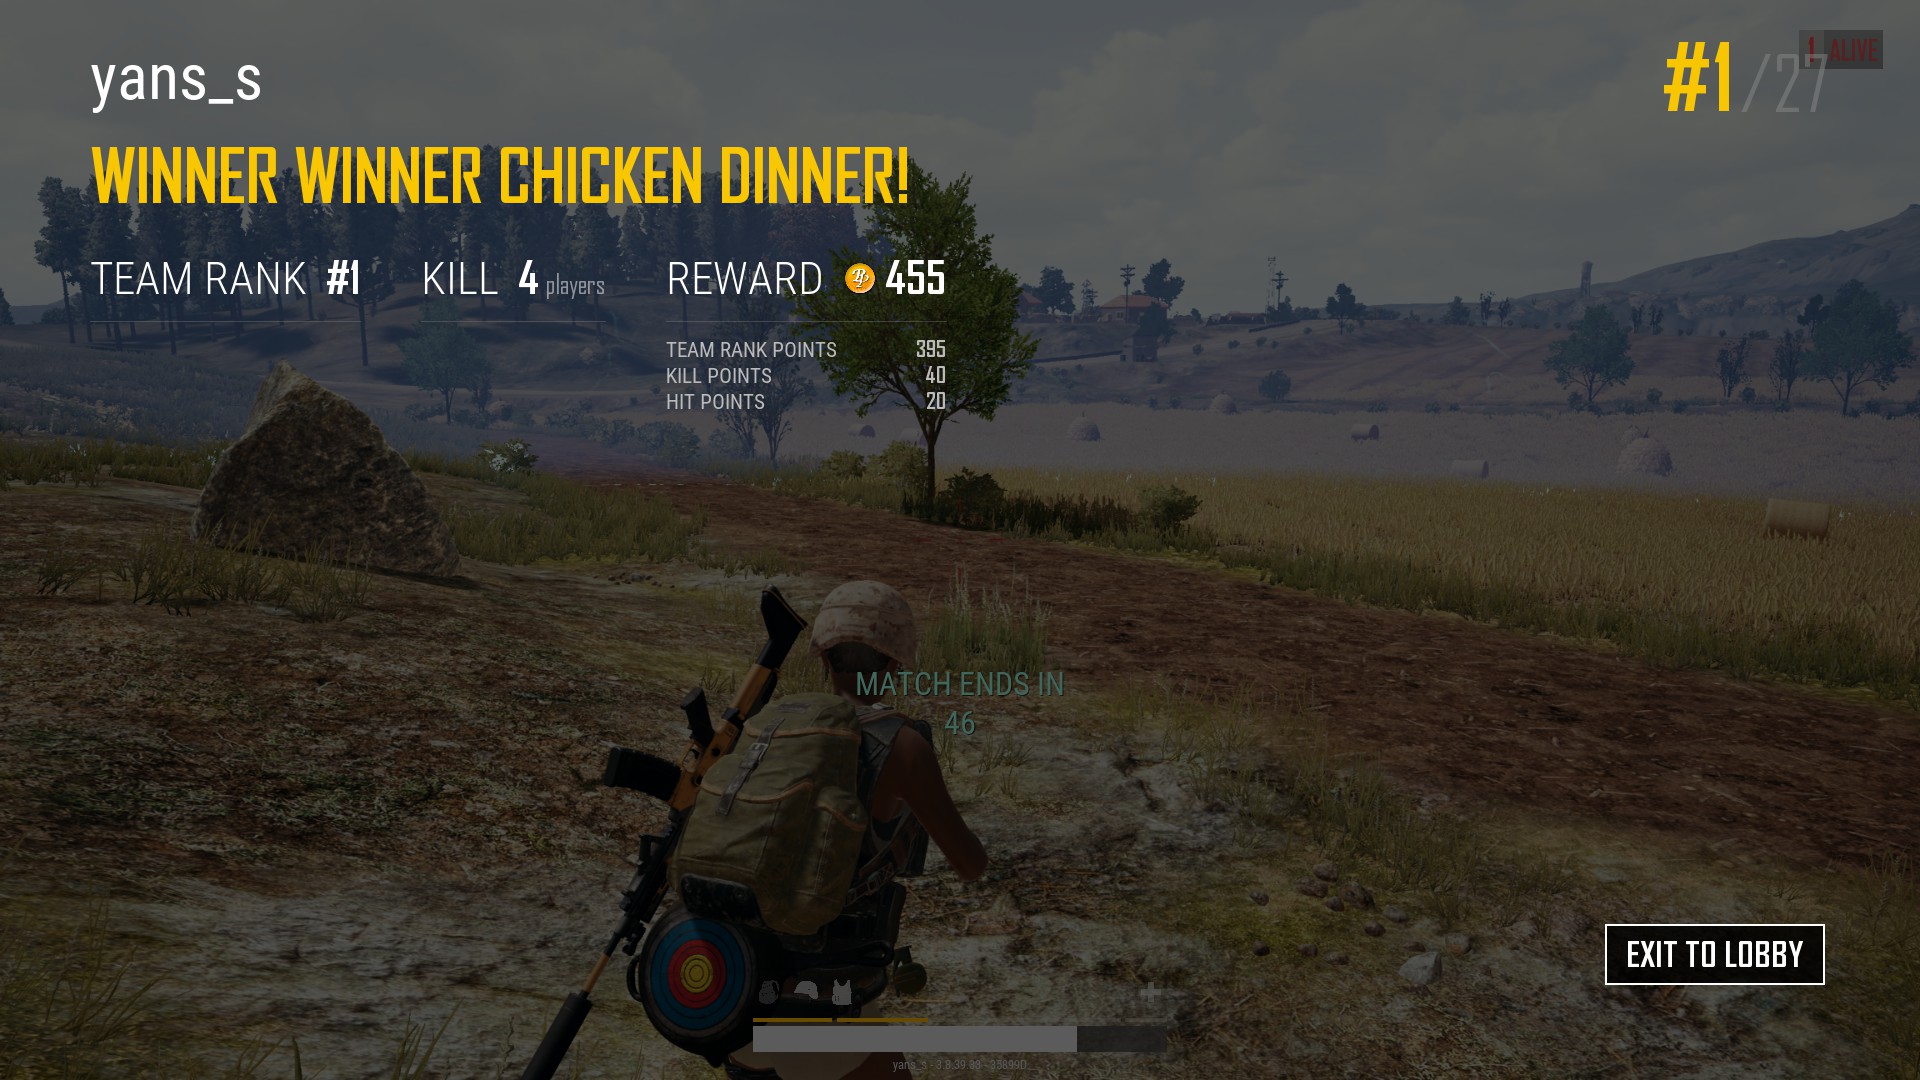 yans_s
#1/27
1 ALIVE
WINNER WINNER CHICKEN DINNER!
TEAM RANK #1 KILL 4 players REWARD 455
TEAM RANK POINTS 395
KILL POINTS 40
HIT POINTS 20
MATCH ENDS IN
46
EXIT TO LOBBY